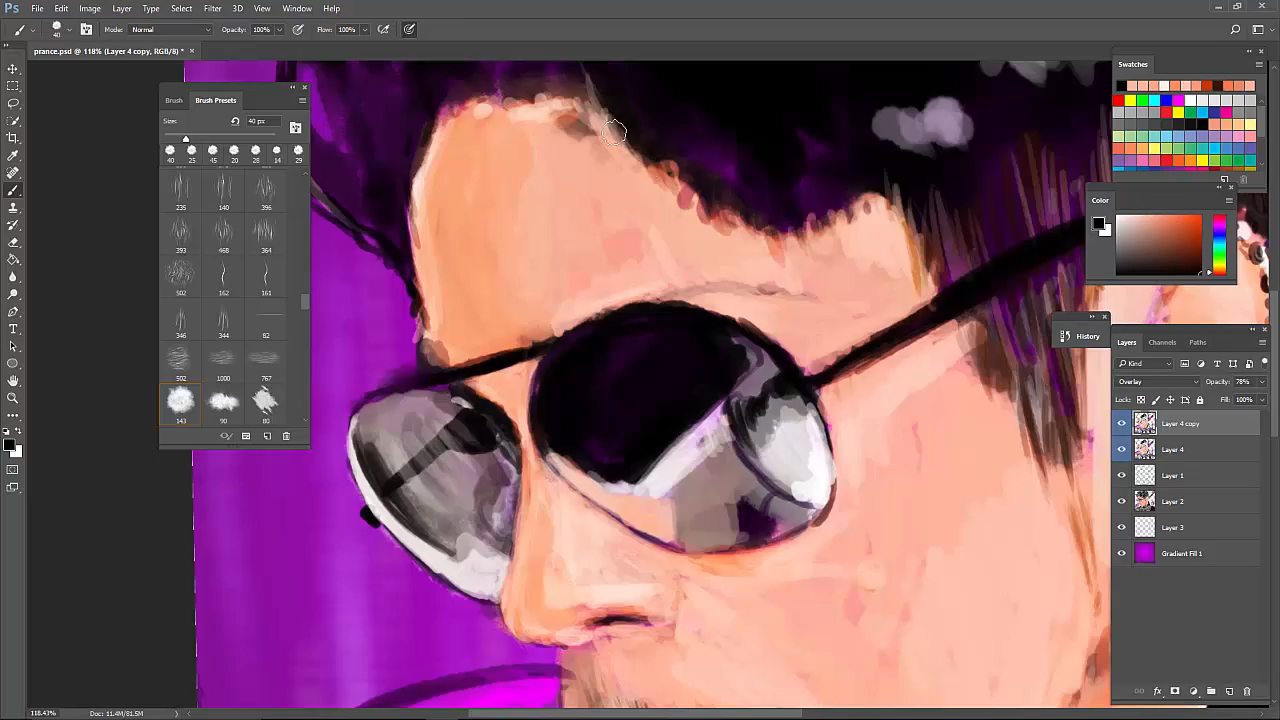 Ps File Edit Image Layer Type Select Filter 3D View Window Help
40 Mode: Normal Opacity: 100% Flow: 100%
prance.psd @ 118% (Layer 4 copy, RGB/8) * ×
Brush Brush Presets
Size: 40 px
40 25 45 20 28 14 29
235 140 396
393 468 364
502 162 161
346 344 82
502 1000 767
143 90 80
Swatches
Color
History
Layers Channels Paths
Kind
Overlay Opacity: 78%
Lock: Fill: 100%
Layer 4 copy
Layer 4
Layer 1
Layer 2
Layer 3
Gradient Fill 1
fx
118.43% Doc: 11.4M/81.5M